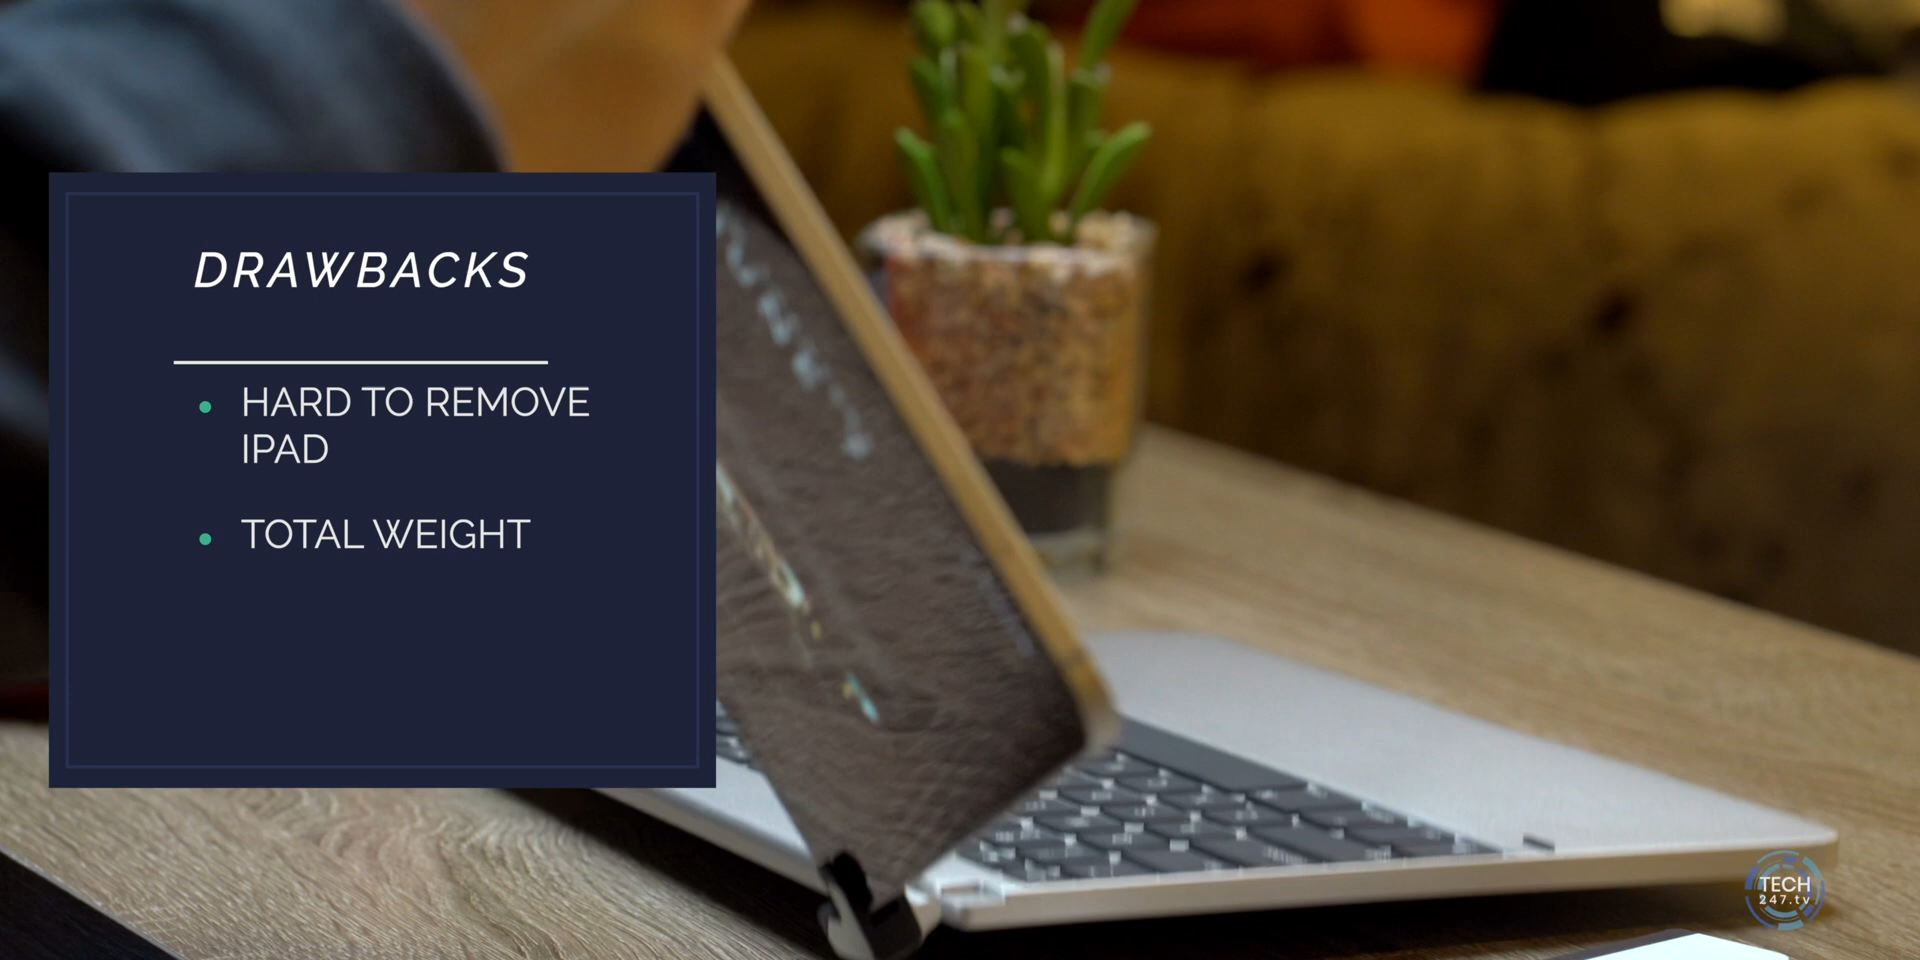 DRAWBACKS
HARD TO REMOVE
IPAD
TOTAL WEIGHT
TECH
247.tv